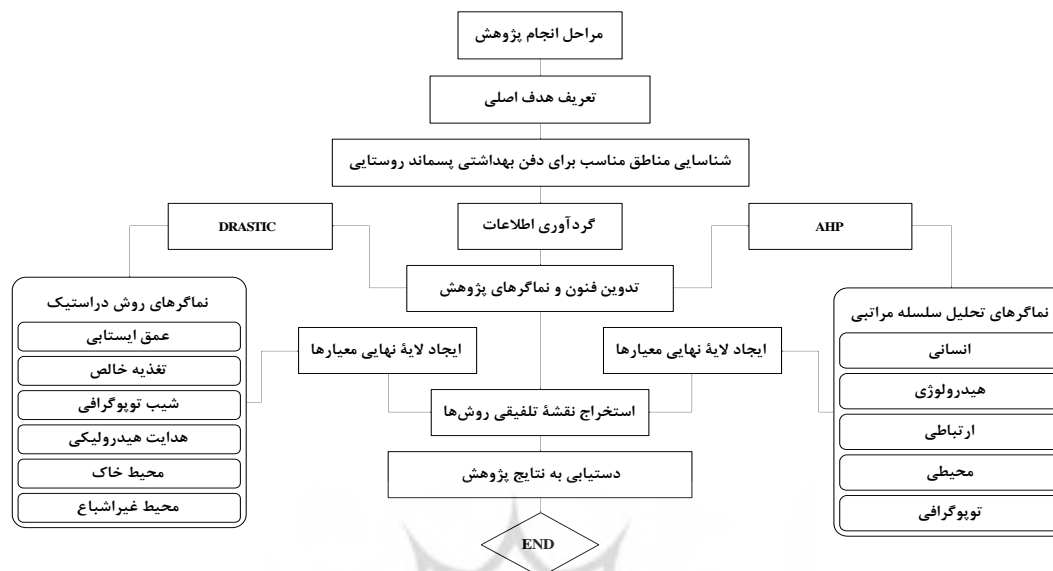 مراحل انجام پژوهش
تعریف هدف اصلی
شناسایی مناطق مناسب برای دفن بهداشتی پسماند روستایی
DRASTIC
گردآوری اطلاعات
AHP
تدوین فنون و نماگرهای پژوهش
نماگرهای روش دراستیک
عمق ایستابی
تغذیه خالص
شیب توپوگرافی
هدایت هیدرولیکی
محیط خاک
محیط غیراشباع
ایجاد لایۀ نهایی معیارها
ایجاد لایۀ نهایی معیارها
نماگرهای تحلیل سلسله مراتبی
انسانی
هیدرولوژی
ارتباطی
محیطی
توپوگرافی
استخراج نقشۀ تلفیقی روش‌ها
دستیابی به نتایج پژوهش
END